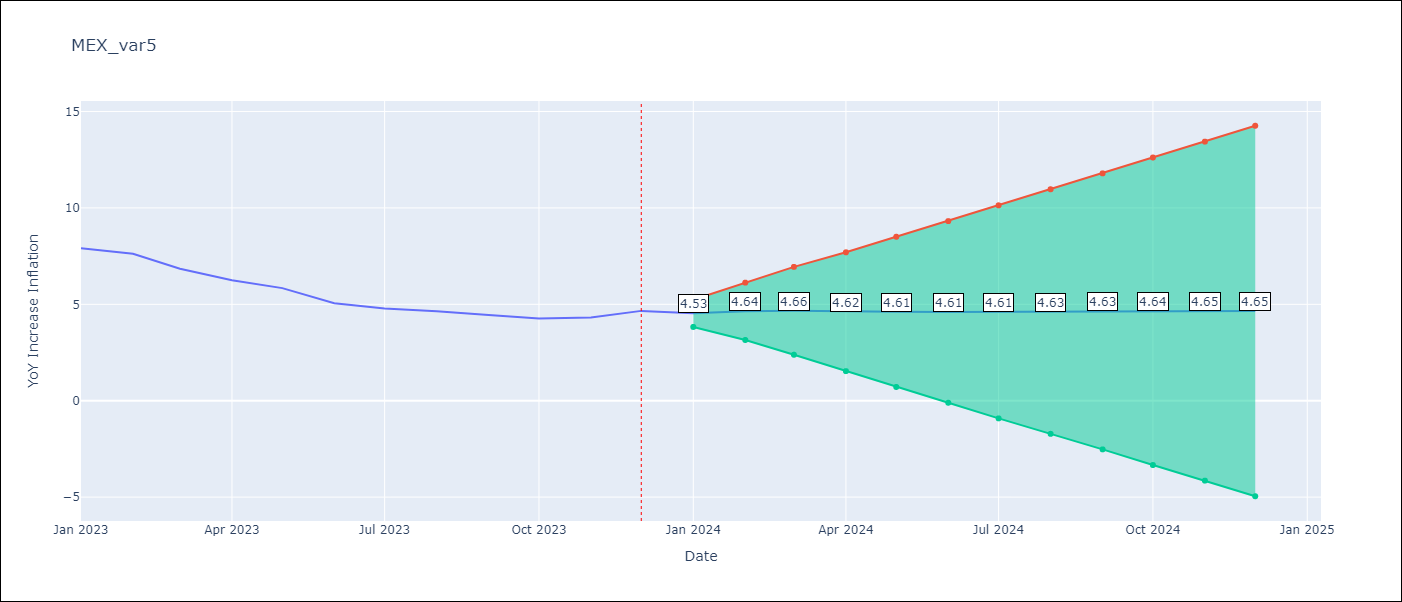 MEX_var5
15
10
5
0
−5
YoY Increase Inflation
4.53 4.64 4.66 4.62 4.61 4.61 4.61 4.63 4.63 4.64 4.65 4.65
Jan 2023 Apr 2023 Jul 2023 Oct 2023 Jan 2024 Apr 2024 Jul 2024 Oct 2024 Jan 2025
Date